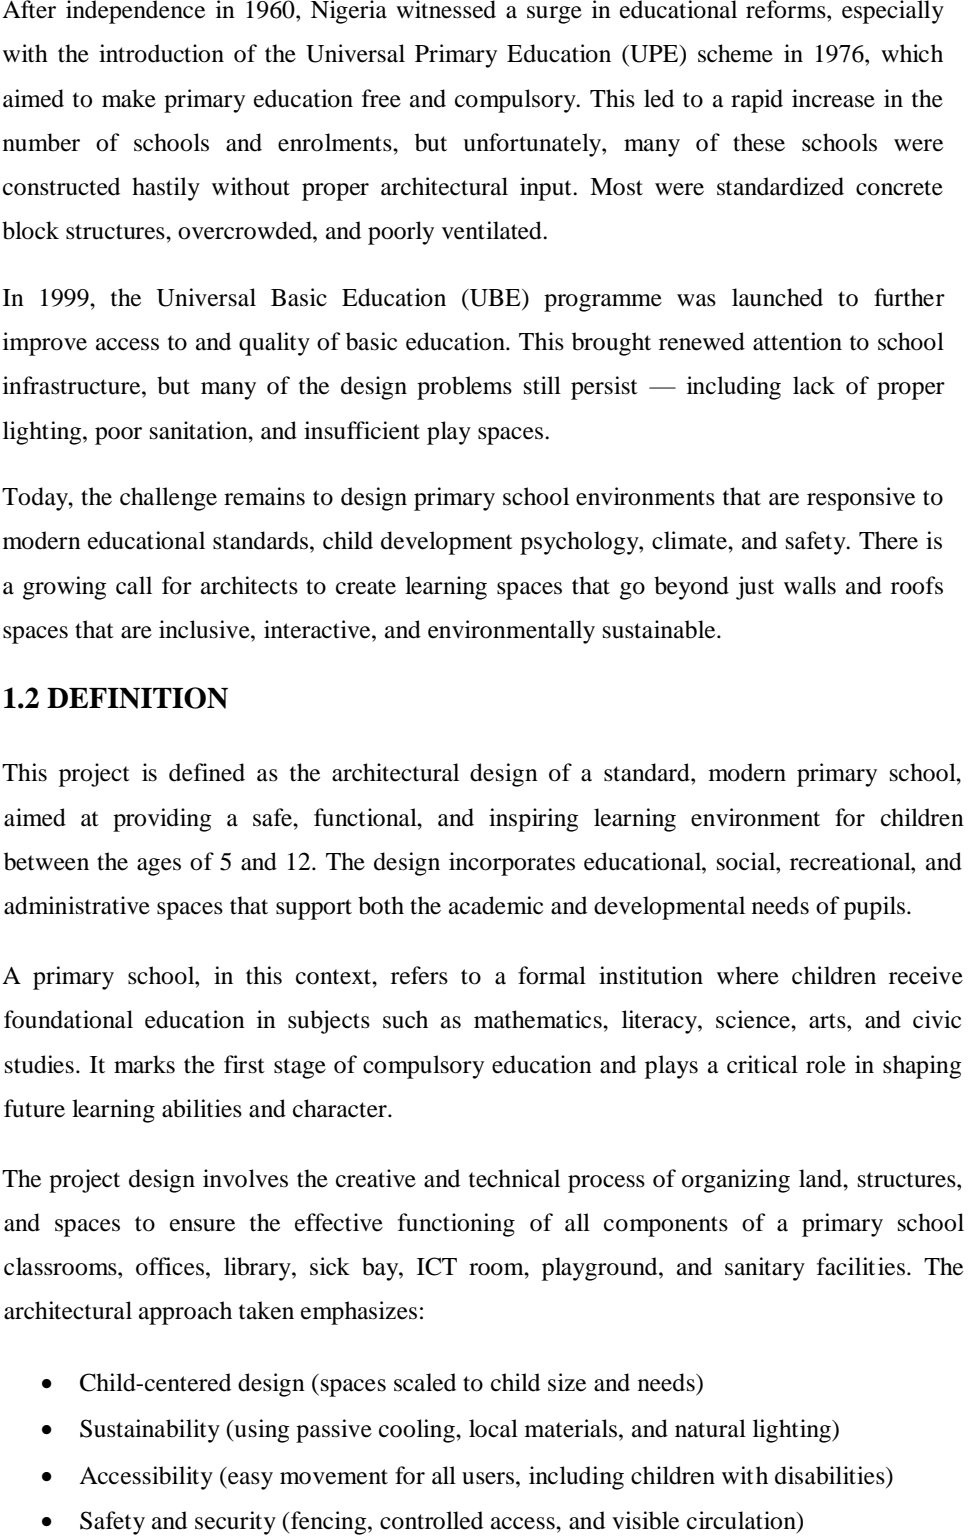 After independence in 1960, Nigeria witnessed a surge in educational reforms, especially
with the introduction of the Universal Primary Education (UPE) scheme in 1976, which
aimed to make primary education free and compulsory. This led to a rapid increase in the
number of schools and enrolments, but unfortunately, many of these schools were
constructed hastily without proper architectural input. Most were standardized concrete
block structures, overcrowded, and poorly ventilated.
In 1999, the Universal Basic Education (UBE) programme was launched to further
improve access to and quality of basic education. This brought renewed attention to school
infrastructure, but many of the design problems still persist — including lack of proper
lighting, poor sanitation, and insufficient play spaces.
Today, the challenge remains to design primary school environments that are responsive to
modern educational standards, child development psychology, climate, and safety. There is
a growing call for architects to create learning spaces that go beyond just walls and roofs
spaces that are inclusive, interactive, and environmentally sustainable.
1.2 DEFINITION
This project is defined as the architectural design of a standard, modern primary school,
aimed at providing a safe, functional, and inspiring learning environment for children
between the ages of 5 and 12. The design incorporates educational, social, recreational, and
administrative spaces that support both the academic and developmental needs of pupils.
A primary school, in this context, refers to a formal institution where children receive
foundational education in subjects such as mathematics, literacy, science, arts, and civic
studies. It marks the first stage of compulsory education and plays a critical role in shaping
future learning abilities and character.
The project design involves the creative and technical process of organizing land, structures,
and spaces to ensure the effective functioning of all components of a primary school
classrooms, offices, library, sick bay, ICT room, playground, and sanitary facilities. The
architectural approach taken emphasizes:
• Child-centered design (spaces scaled to child size and needs)
• Sustainability (using passive cooling, local materials, and natural lighting)
• Accessibility (easy movement for all users, including children with disabilities)
• Safety and security (fencing, controlled access, and visible circulation)